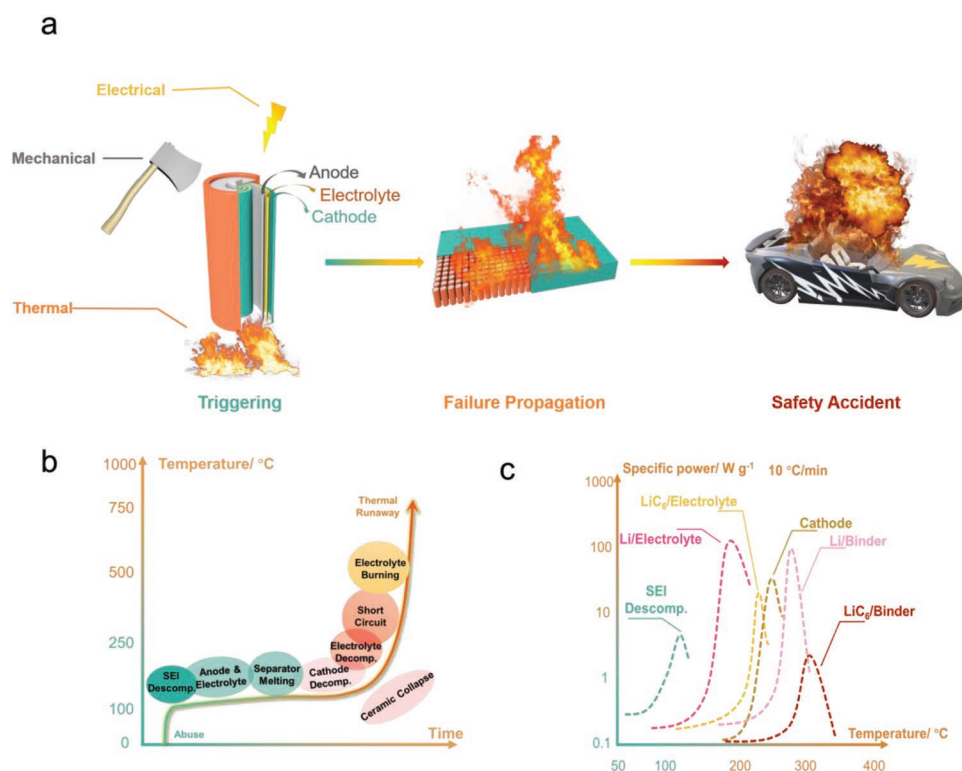 a
Electrical
Mechanical
Anode
Electrolyte
Cathode
Thermal
Triggering
Failure Propagation
Safety Accident
b
Temperature/ °C
1000
750
500
250
100
0
Thermal
Runaway
Electrolyte
Burning
Short
Circuit
Electrolyte
Decomp.
SEI
Descomp.
Anode &
Electrolyte
Separator
Melting
Cathode
Decomp.
Ceramic Collapse
Abuse
Time
c
Specific power/ W g⁻¹ 10 °C/min
1000
100
10
1
0.1
LiC₆/Electrolyte
Li/Electrolyte
Cathode
Li/Binder
SEI
Descomp.
LiC₆/Binder
Temperature/ °C
50 100 200 300 400